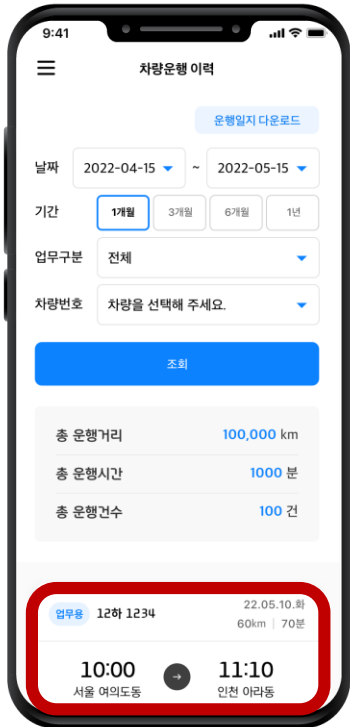 9:41
차량운행 이력
운행일지 다운로드
날짜 2022-04-15 ~ 2022-05-15
기간 1개월 3개월 6개월 1년
업무구분 전체
차량번호 차량을 선택해 주세요.
조회
총 운행거리 100,000 km
총 운행시간 1000 분
총 운행건수 100 건
업무용 12하 1234 22.05.10.화
60km | 70분
10:00 → 11:10
서울 여의도동 인천 아라동